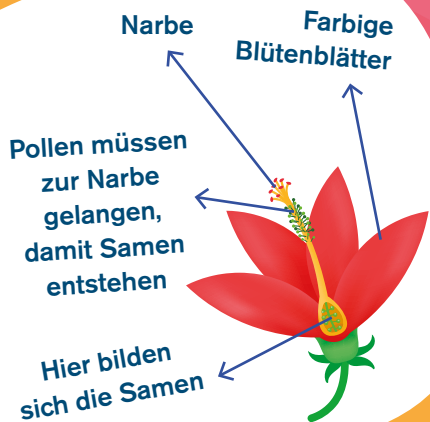 Narbe
Farbige
Blütenblätter
Pollen müssen
zur Narbe
gelangen,
damit Samen
entstehen
Hier bilden
sich die Samen